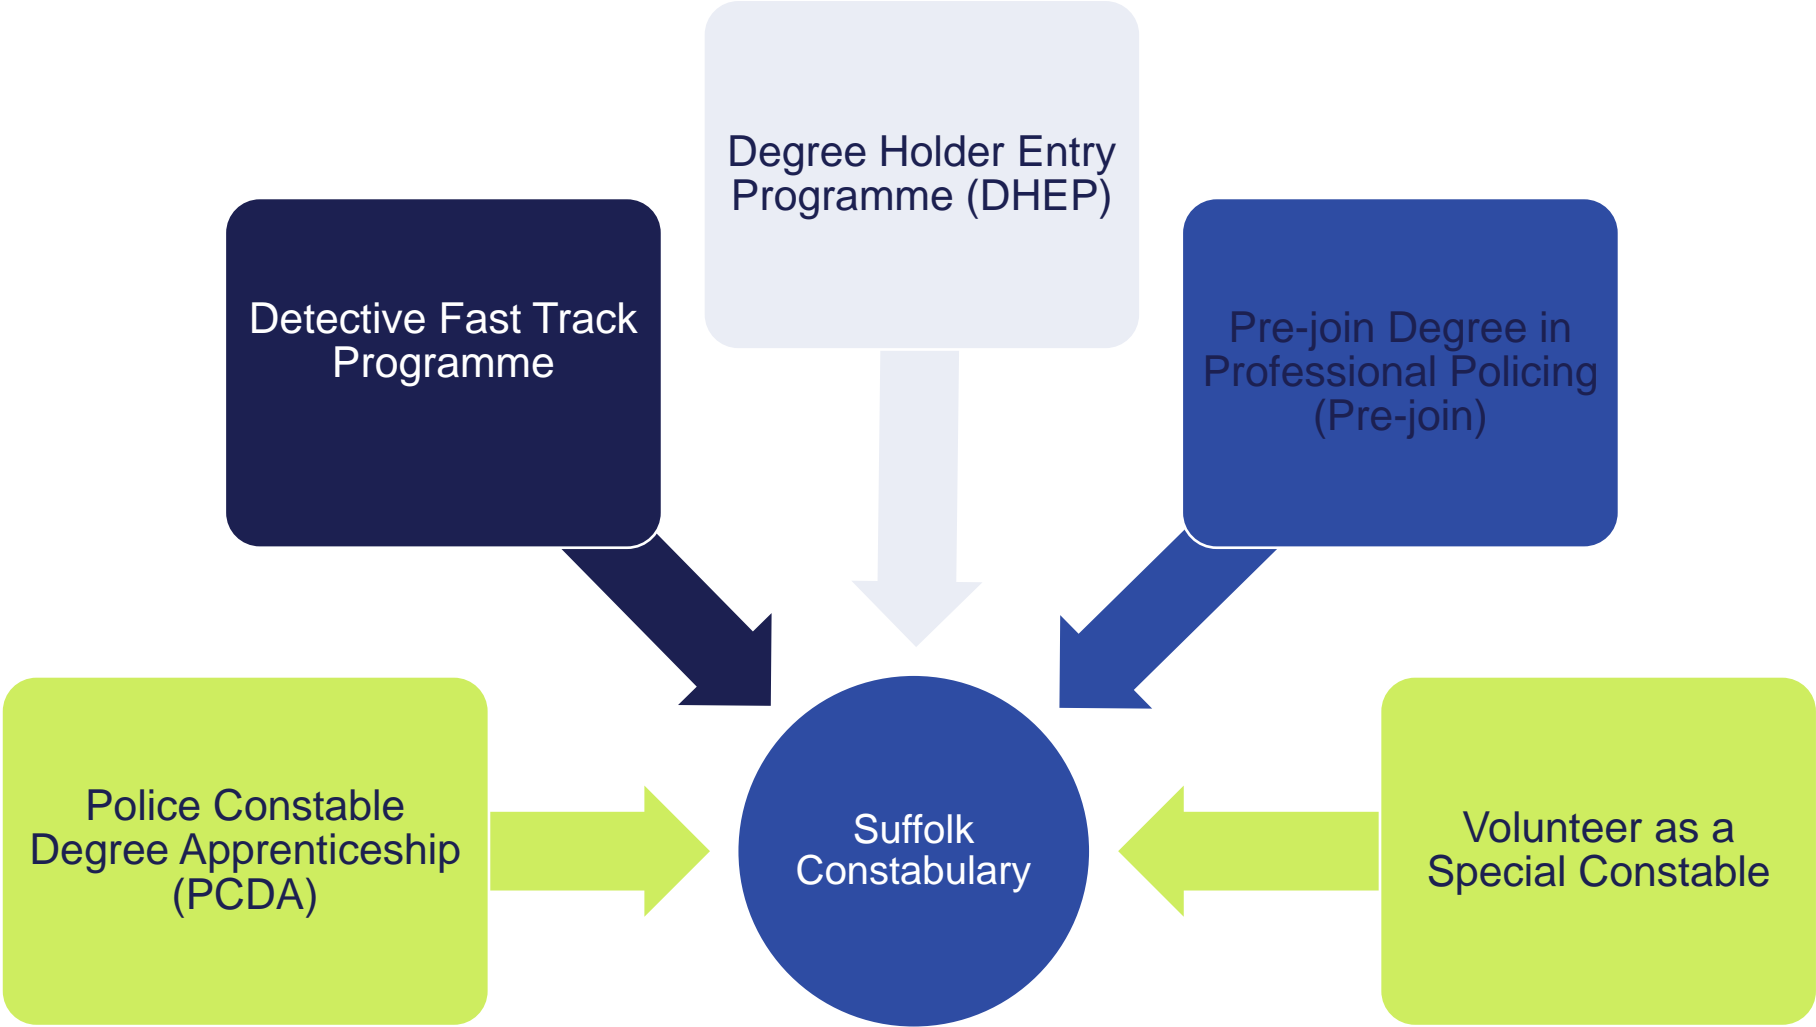 Degree Holder Entry
Programme (DHEP)
Detective Fast Track
Programme
Pre-join Degree in
Professional Policing
(Pre-join)
Police Constable
Degree Apprenticeship
(PCDA)
Suffolk
Constabulary
Volunteer as a
Special Constable